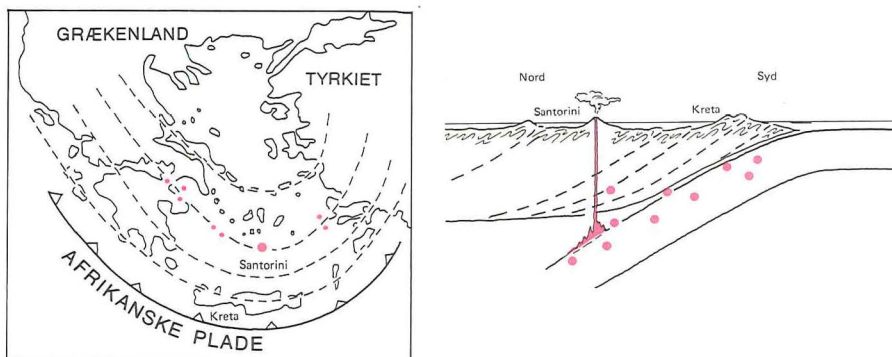 GRÆKENLAND
TYRKIET
Santorini
Kreta
AFRIKANSKE PLADE
Nord
Syd
Santorini
Kreta